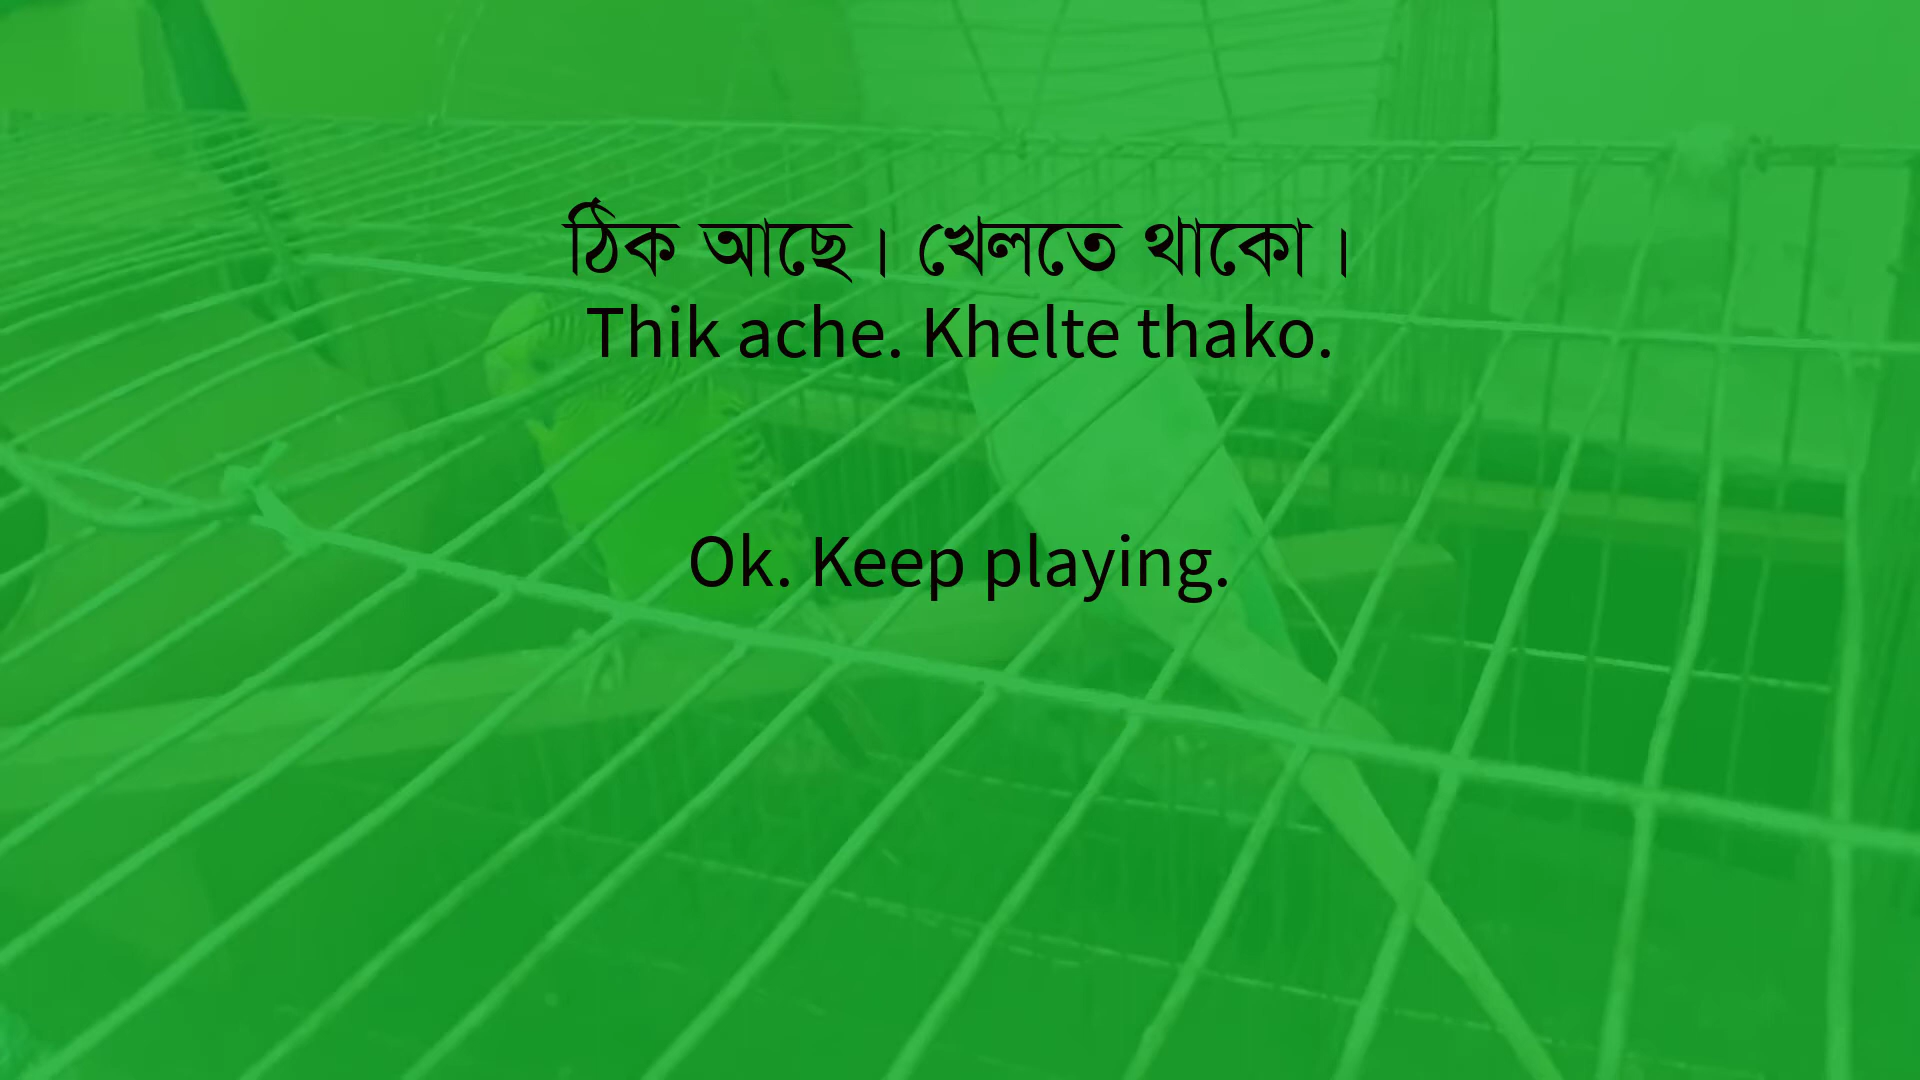 ঠিক আছে। খেলতে থাকো।
Thik ache. Khelte thako.
Ok. Keep playing.